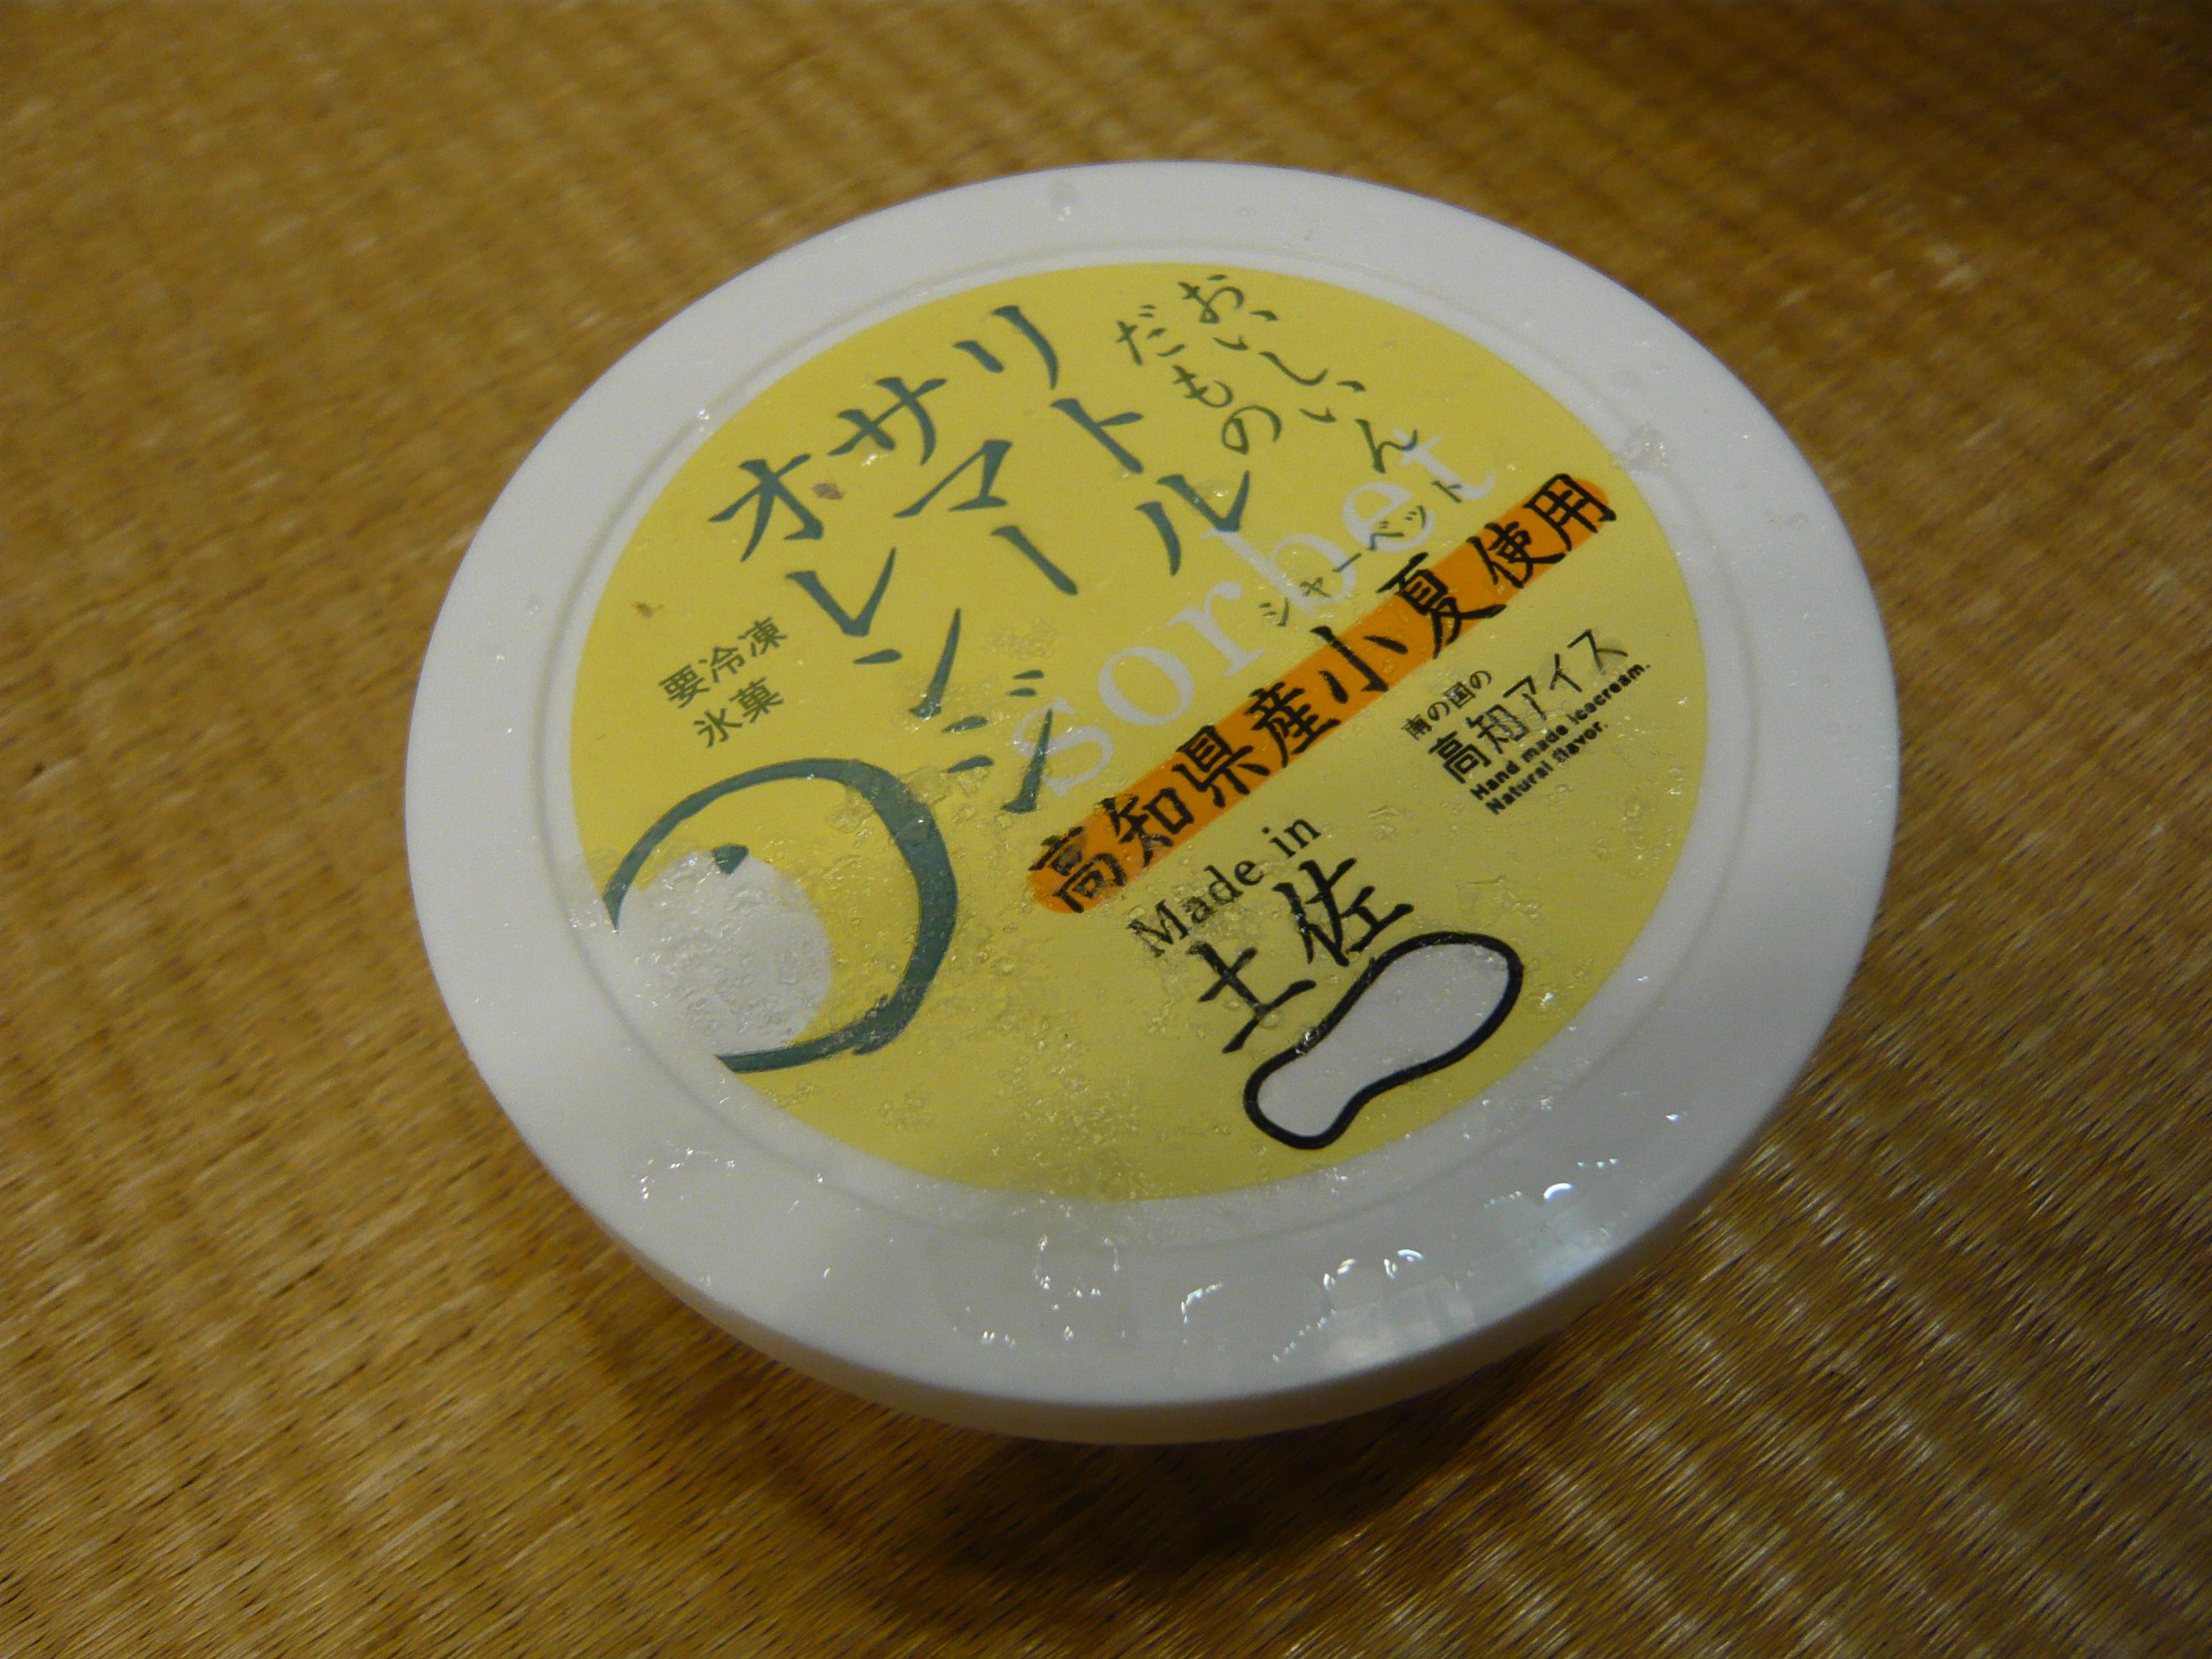 おいしいん
だもの
リトル
サマー
オレンジ
sorbet
シャーベット
高知県産小夏使用
要冷凍
氷菓
南の国の
高知アイス
Hand made icecream.
Natural flavor.
Made in
土佐